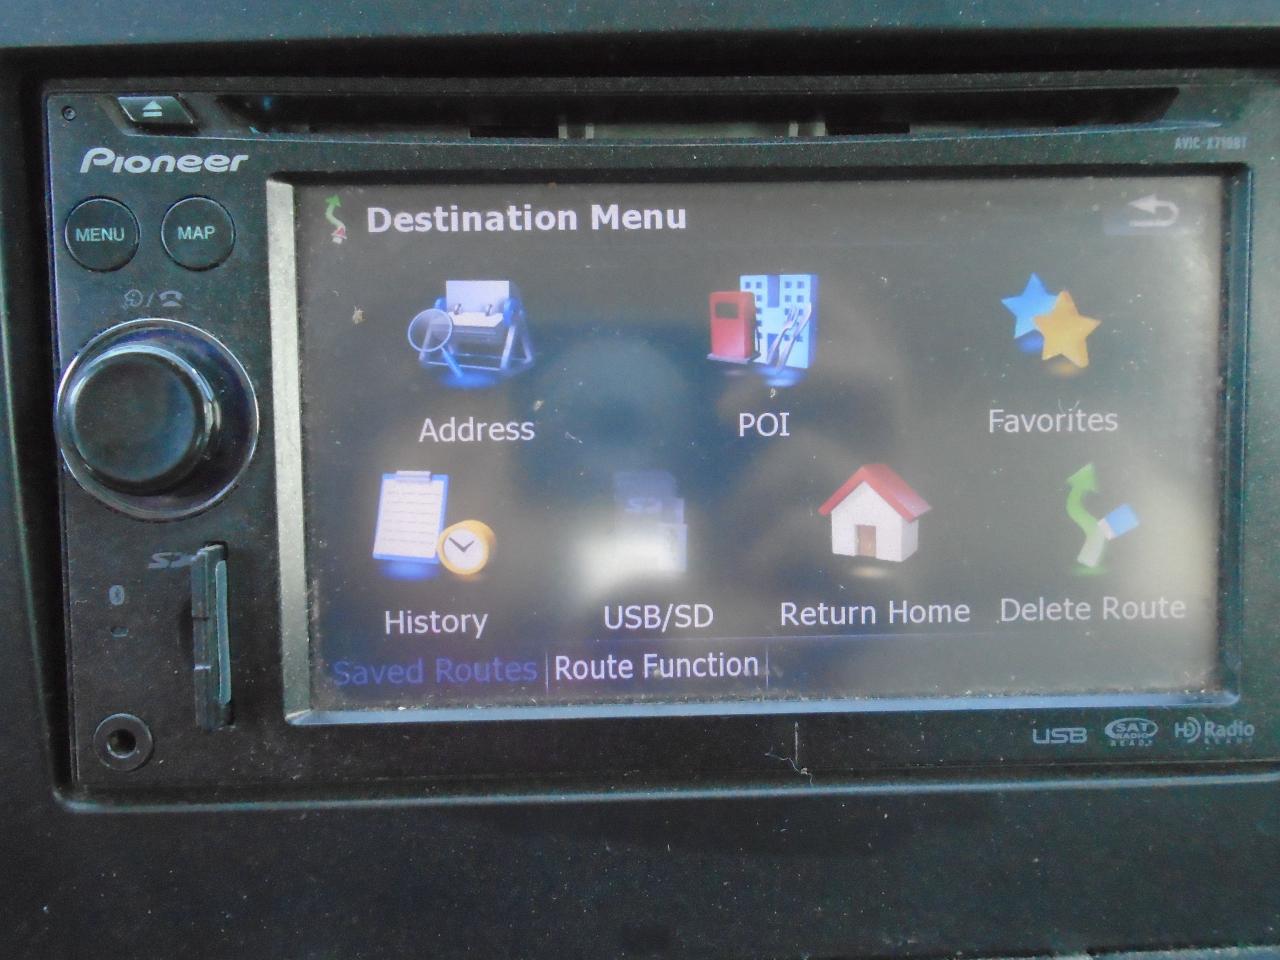 Pioneer
AVIC-X710BT
MENU
MAP
Destination Menu
Address
POI
Favorites
SD
History
USB/SD
Return Home
Delete Route
Saved Routes
Route Function
USB
SAT
RADIO
READY
HD Radio
READY